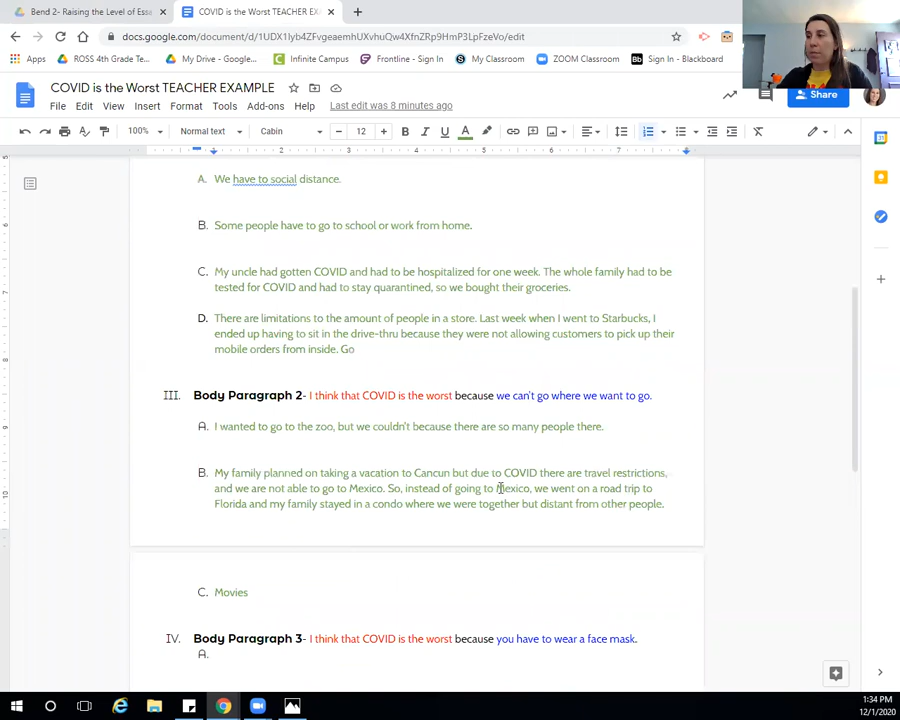 Bend 2- Raising the Level of Essa
COVID is the Worst TEACHER EXAMPLE
docs.google.com/document/d/1UDX1Iyb4ZFvgeaemhUXvhuQw4XfnZRp9HmP3LpFzeVo/edit
Apps
ROSS 4th Grade Te...
My Drive - Google...
Infinite Campus
Frontline - Sign In
My Classroom
ZOOM Classroom
Sign In - Blackboard
COVID is the Worst TEACHER EXAMPLE
Share
File Edit View Insert Format Tools Add-ons Help Last edit was 8 minutes ago
100% Normal text Cabin 12
2 3 4 5 6 7
A. We have to social distance.
B. Some people have to go to school or work from home.
C. My uncle had gotten COVID and had to be hospitalized for one week. The whole family had to be
tested for COVID and had to stay quarantined, so we bought their groceries.
D. There are limitations to the amount of people in a store. Last week when I went to Starbucks, I
ended up having to sit in the drive-thru because they were not allowing customers to pick up their
mobile orders from inside. Go
III. Body Paragraph 2- I think that COVID is the worst because we can't go where we want to go.
A. I wanted to go to the zoo, but we couldn't because there are so many people there.
B. My family planned on taking a vacation to Cancun but due to COVID there are travel restrictions,
and we are not able to go to Mexico. So, instead of going to Mexico, we went on a road trip to
Florida and my family stayed in a condo where we were together but distant from other people.
C. Movies
IV. Body Paragraph 3- I think that COVID is the worst because you have to wear a face mask.
A.
1:34 PM
12/1/2020